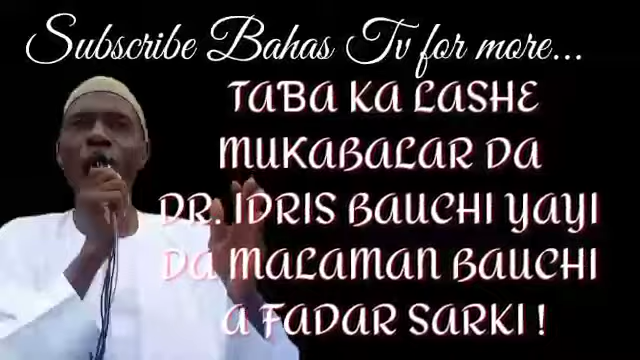 Subscribe Bahas Tv for more...
TABA KA LASHE
MUKABALAR DA
DR. IDRIS BAUCHI YAYI
DA MALAMAN BAUCHI
A FADAR SARKI !